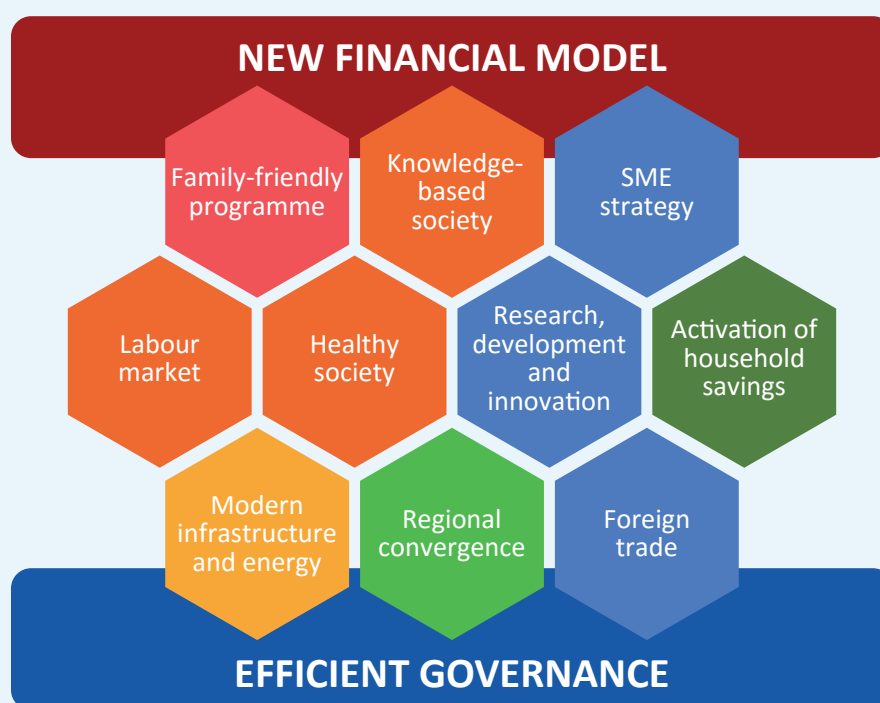 NEW FINANCIAL MODEL
Family-friendly
programme
Knowledge-
based
society
SME
strategy
Labour
market
Healthy
society
Research,
development
and
innovation
Activation of
household
savings
Modern
infrastructure
and energy
Regional
convergence
Foreign
trade
EFFICIENT GOVERNANCE